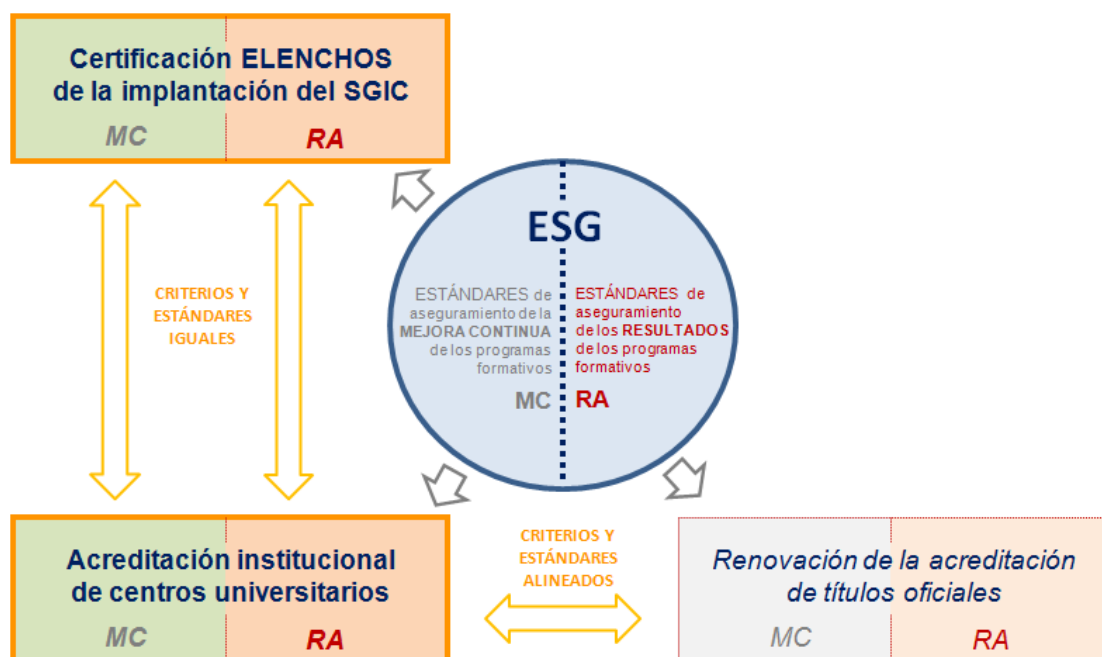 Certificación ELENCHOS
de la implantación del SGIC
MC
RA
ESG
ESTÁNDARES de
aseguramiento de la
MEJORA CONTINUA
de los programas
formativos
MC
ESTÁNDARES de
aseguramiento
de los RESULTADOS
de los programas
formativos
RA
CRITERIOS Y
ESTÁNDARES
IGUALES
Acreditación institucional
de centros universitarios
MC
RA
CRITERIOS Y
ESTÁNDARES
ALINEADOS
Renovación de la acreditación
de títulos oficiales
MC
RA